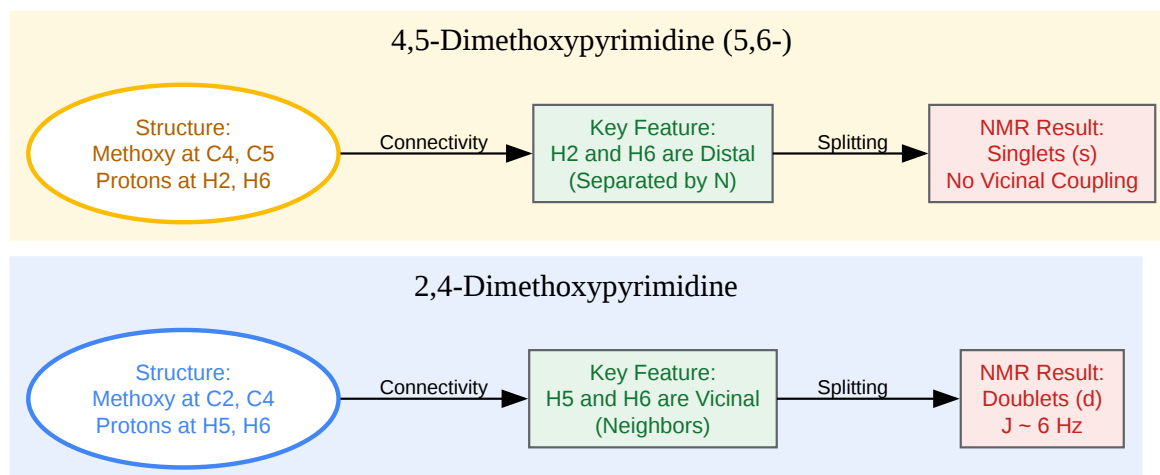 4,5-Dimethoxypyrimidine (5,6-)
Structure:
Methoxy at C4, C5
Protons at H2, H6
Connectivity
Key Feature:
H2 and H6 are Distal
(Separated by N)
Splitting
NMR Result:
Singlets (s)
No Vicinal Coupling
2,4-Dimethoxypyrimidine
Structure:
Methoxy at C2, C4
Protons at H5, H6
Connectivity
Key Feature:
H5 and H6 are Vicinal
(Neighbors)
Splitting
NMR Result:
Doublets (d)
J ~ 6 Hz